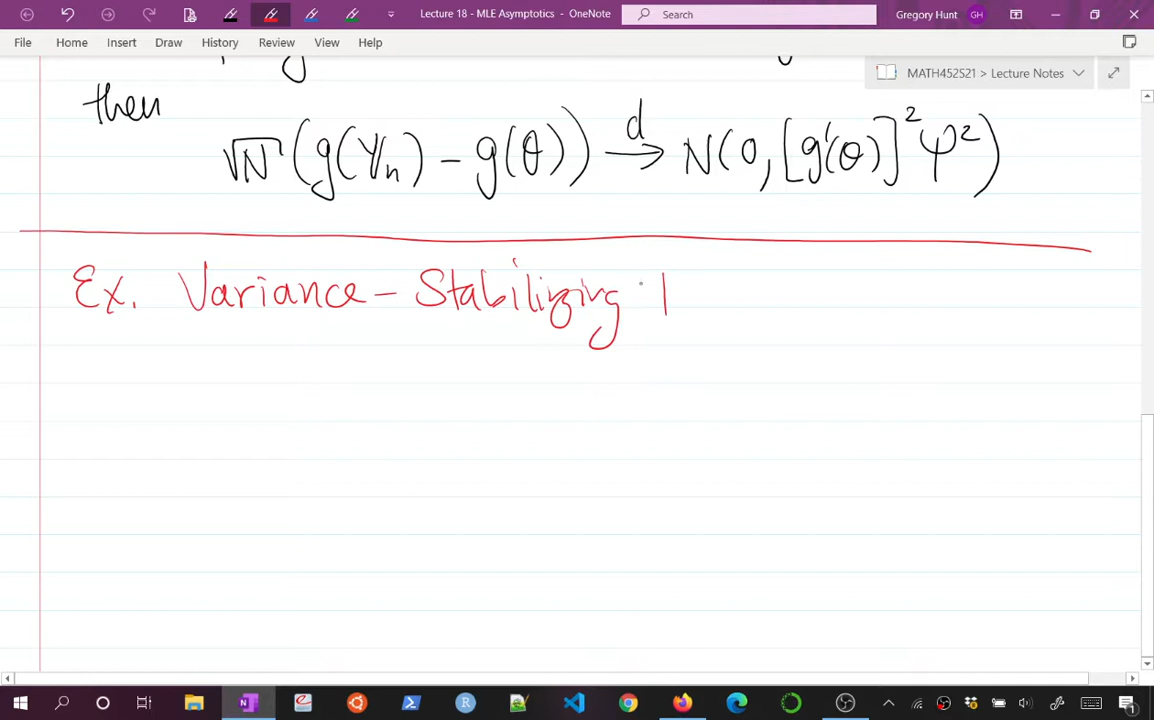 Lecture 18 - MLE Asymptotics - OneNote
Search
Gregory Hunt
GH
File Home Insert Draw History Review View Help
MATH452S21 > Lecture Notes
then
√N (g(Yn) - g(θ)) →d N(0, [g'(θ)]² ψ²)
Ex. Variance-Stabilizing